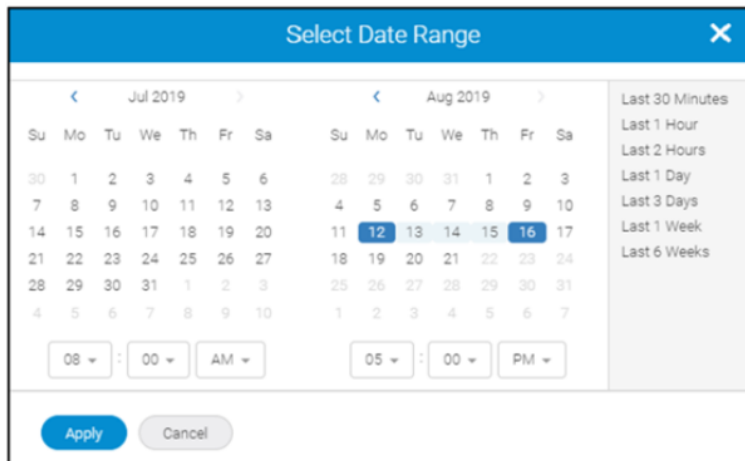 Select Date Range
Jul 2019
Su Mo Tu We Th Fr Sa
30 1 2 3 4 5 6
7 8 9 10 11 12 13
14 15 16 17 18 19 20
21 22 23 24 25 26 27
28 29 30 31 1 2 3
4 5 6 7 8 9 10
08 : 00 AM
Aug 2019
Su Mo Tu We Th Fr Sa
28 29 30 31 1 2 3
4 5 6 7 8 9 10
11 12 13 14 15 16 17
18 19 20 21 22 23 24
25 26 27 28 29 30 31
1 2 3 4 5 6 7
05 : 00 PM
Last 30 Minutes
Last 1 Hour
Last 2 Hours
Last 1 Day
Last 3 Days
Last 1 Week
Last 6 Weeks
Apply Cancel